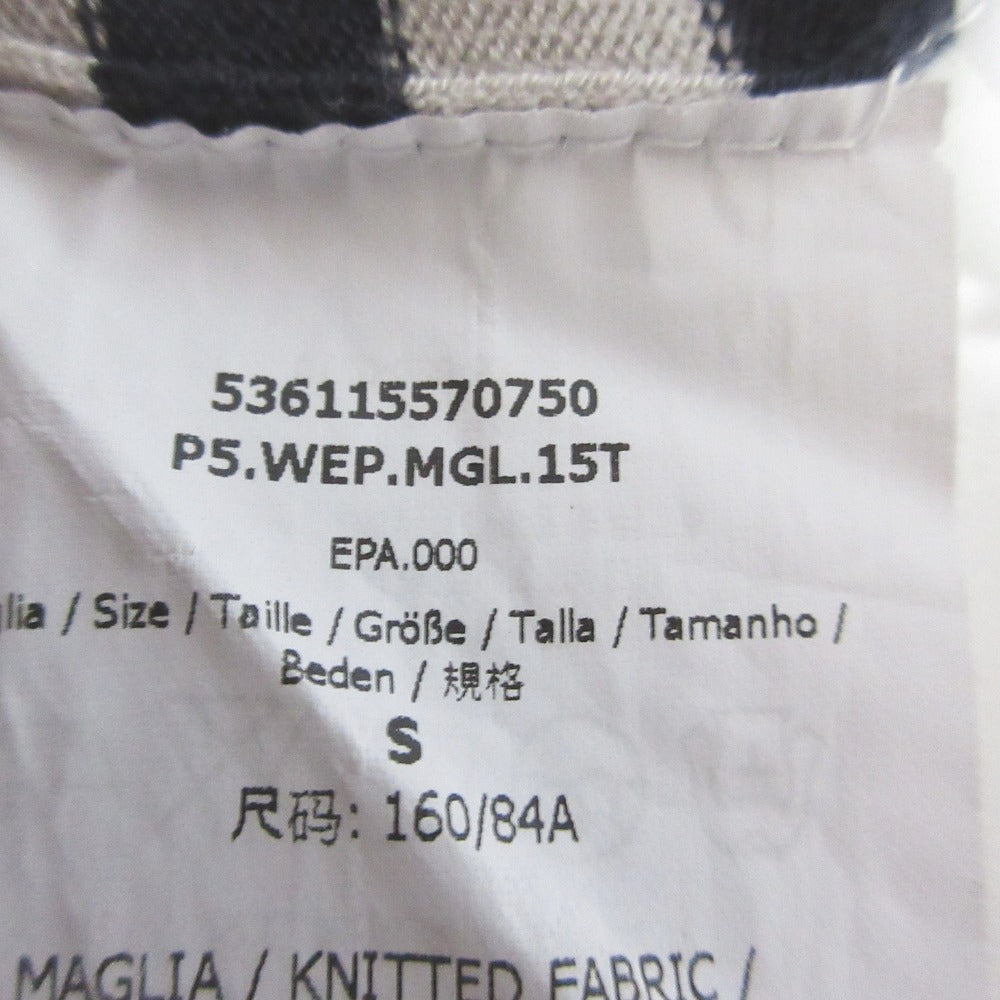 536115570750
P5.WEP.MGL.15T
EPA.000
/ Size / Taille / Größe / Talla / Tamanho /
Beden / 規格
S
尺码: 160/84A
MAGLIA / KNITTED FABRIC /